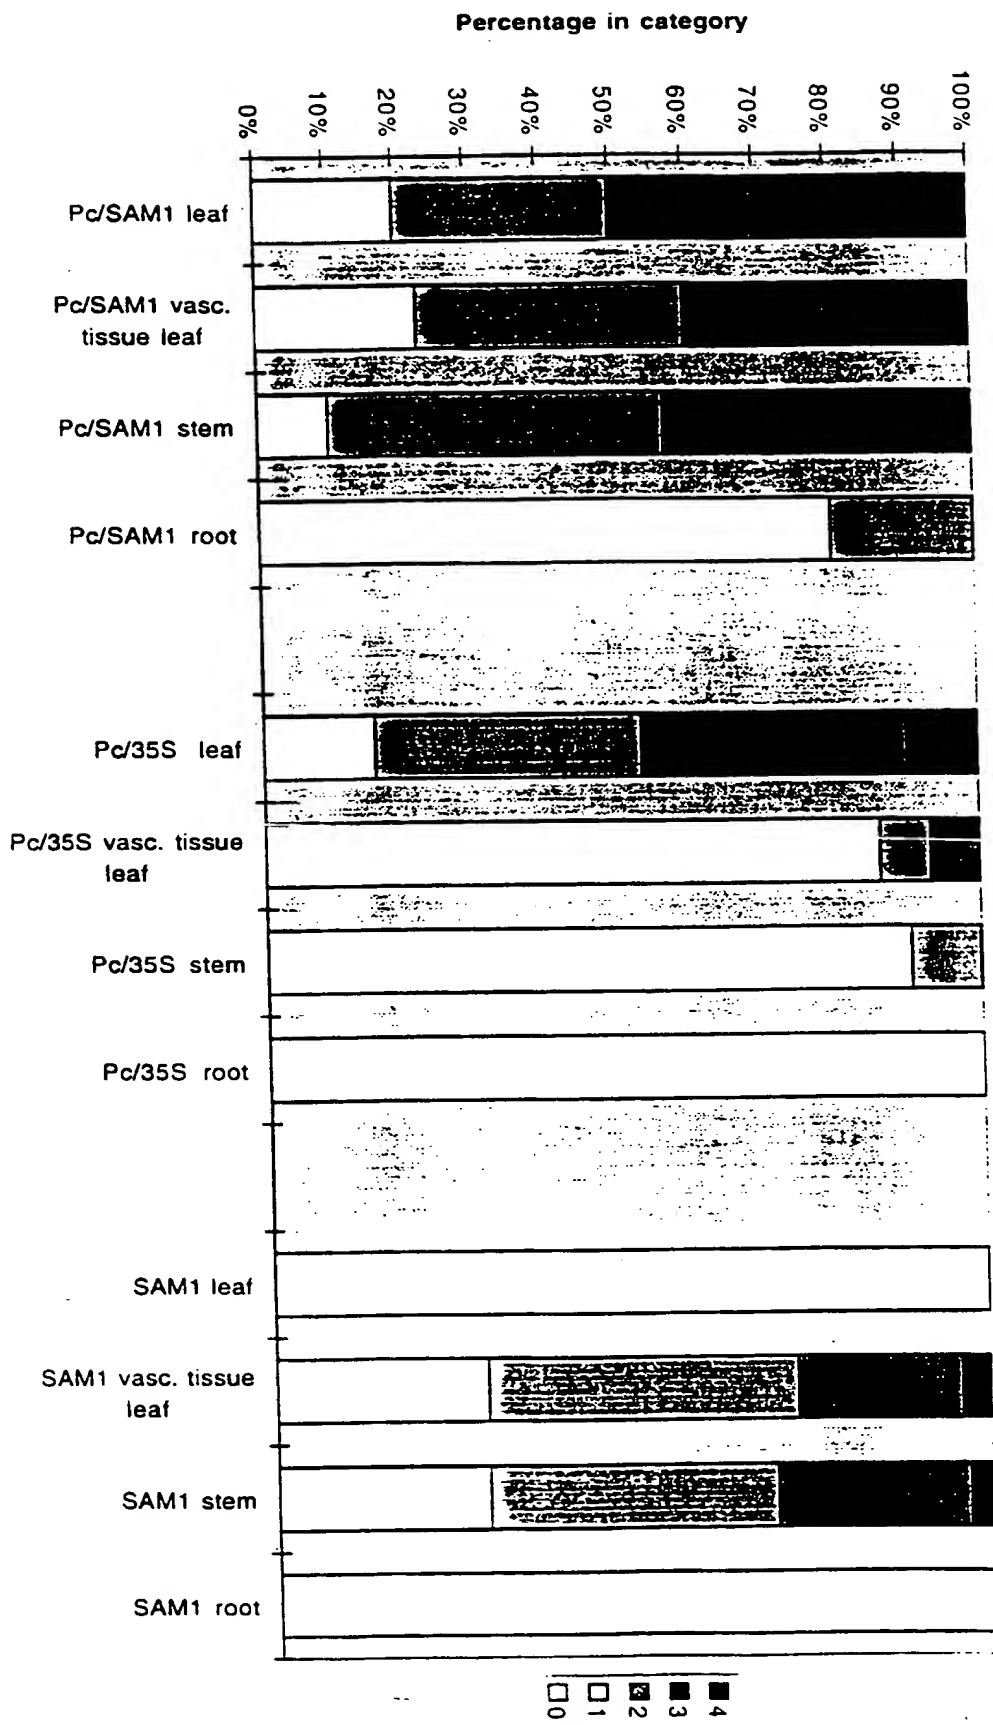 Percentage in category
0%
10%
20%
30%
40%
50%
60%
70%
80%
90%
100%
Pc/SAM1 leaf
Pc/SAM1 vasc.
tissue leaf
Pc/SAM1 stem
Pc/SAM1 root
Pc/35S leaf
Pc/35S vasc. tissue
leaf
Pc/35S stem
Pc/35S root
SAM1 leaf
SAM1 vasc. tissue
leaf
SAM1 stem
SAM1 root
0
1
2
3
4